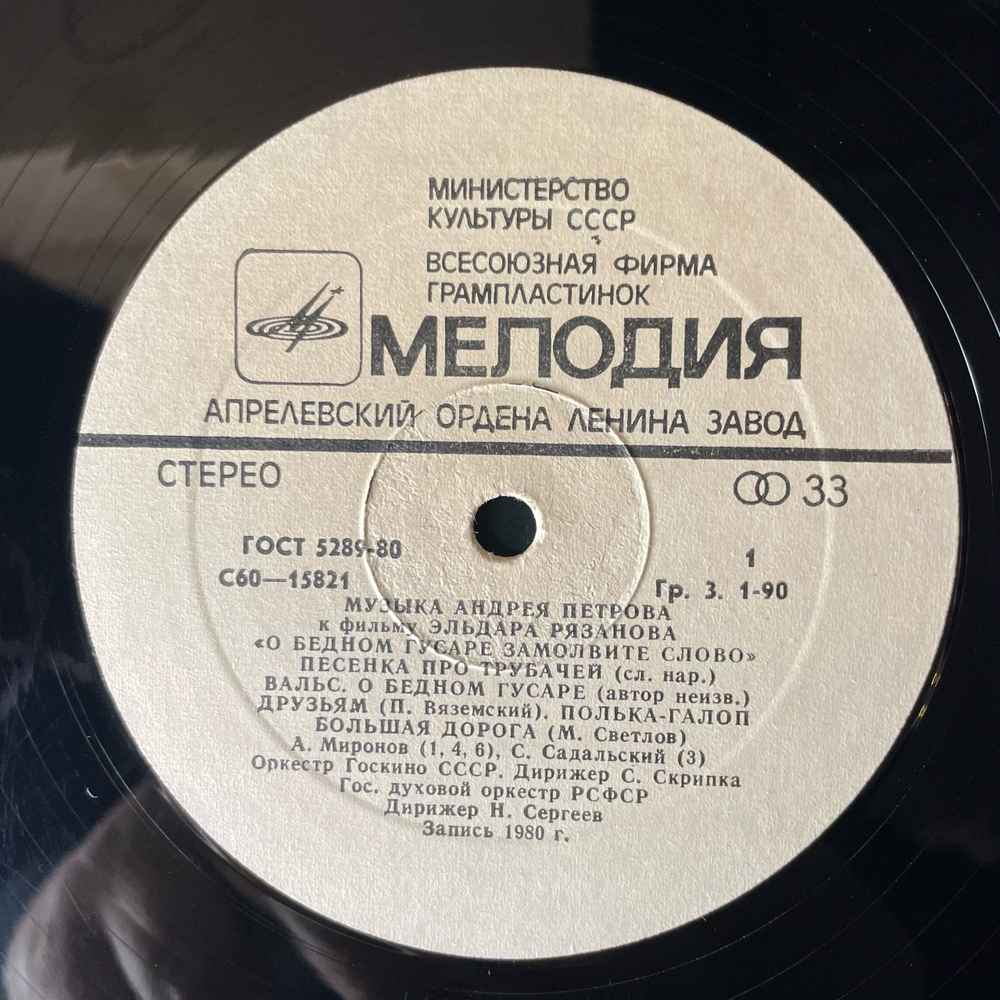 МИНИСТЕРСТВО
КУЛЬТУРЫ СССР
ВСЕСОЮЗНАЯ ФИРМА
ГРАМПЛАСТИНОК
МЕЛОДИЯ
АПРЕЛЕВСКИЙ ОРДЕНА ЛЕНИНА ЗАВОД
СТЕРЕО 33
ГОСТ 5289-80 1
С60—15821 Гр. 3. 1-90
МУЗЫКА АНДРЕЯ ПЕТРОВА
к фильму ЭЛЬДАРА РЯЗАНОВА
«О БЕДНОМ ГУСАРЕ ЗАМОЛВИТЕ СЛОВО»
ПЕСЕНКА ПРО ТРУБАЧЕЙ (сл. нар.)
ВАЛЬС. О БЕДНОМ ГУСАРЕ (автор неизв.)
ДРУЗЬЯМ (П. Вяземский). ПОЛЬКА-ГАЛОП
БОЛЬШАЯ ДОРОГА (М. Светлов)
А. Миронов (1, 4, 6), С. Садальский (3)
Оркестр Госкино СССР. Дирижер С. Скрипка
Гос. духовой оркестр РСФСР
Дирижер Н. Сергеев
Запись 1980 г.